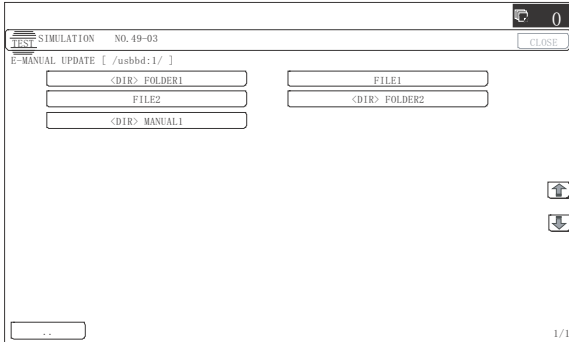 0
TEST SIMULATION NO.49-03
CLOSE
E-MANUAL UPDATE [ /usbbd:1/ ]
<DIR> FOLDER1
FILE1
FILE2
<DIR> FOLDER2
<DIR> MANUAL1
..
1/1